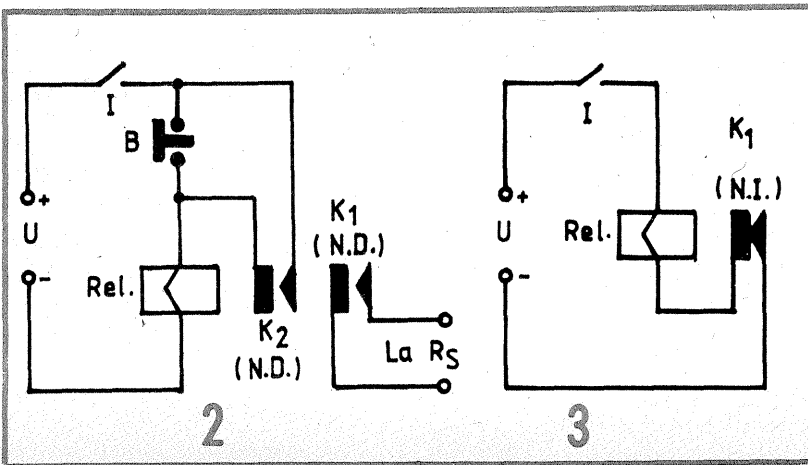 I
B
U
+
-
Rel.
K2
(N.D.)
K1
(N.D.)
La RS
2
I
U
+
-
Rel.
K1
(N.I.)
3